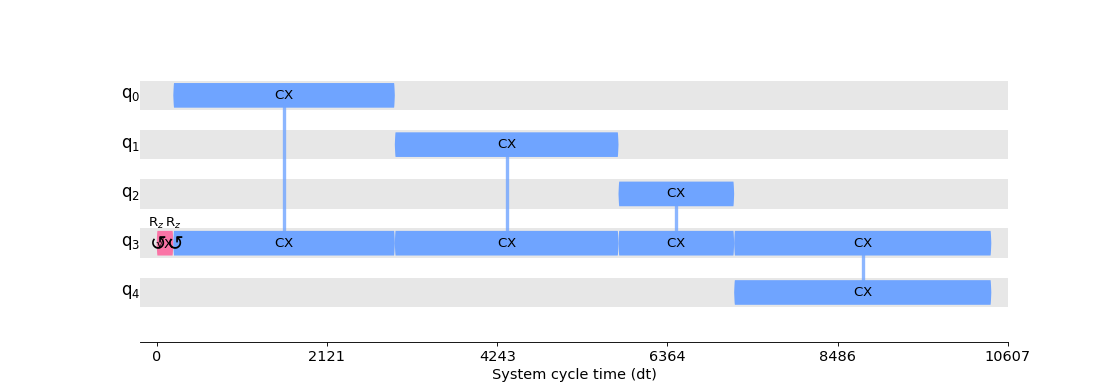 q0 CX
q1 CX
q2 CX
Rz Rz
q3 CX CX CX CX
q4 CX
0 2121 4243 6364 8486 10607
System cycle time (dt)